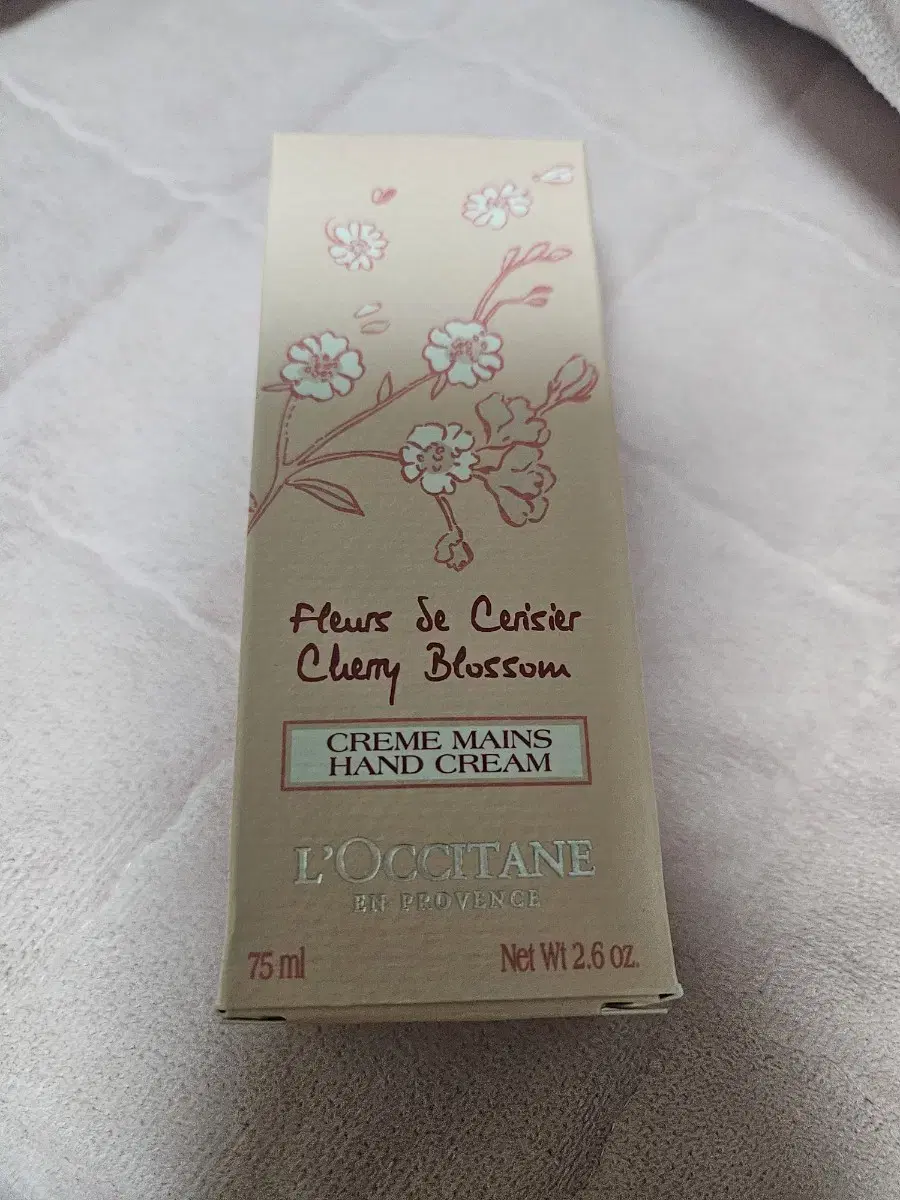 Fleurs de Cerisier
Cherry Blossom
CREME MAINS
HAND CREAM
L'OCCITANE
EN PROVENCE
75 ml
Net Wt 2.6 oz.